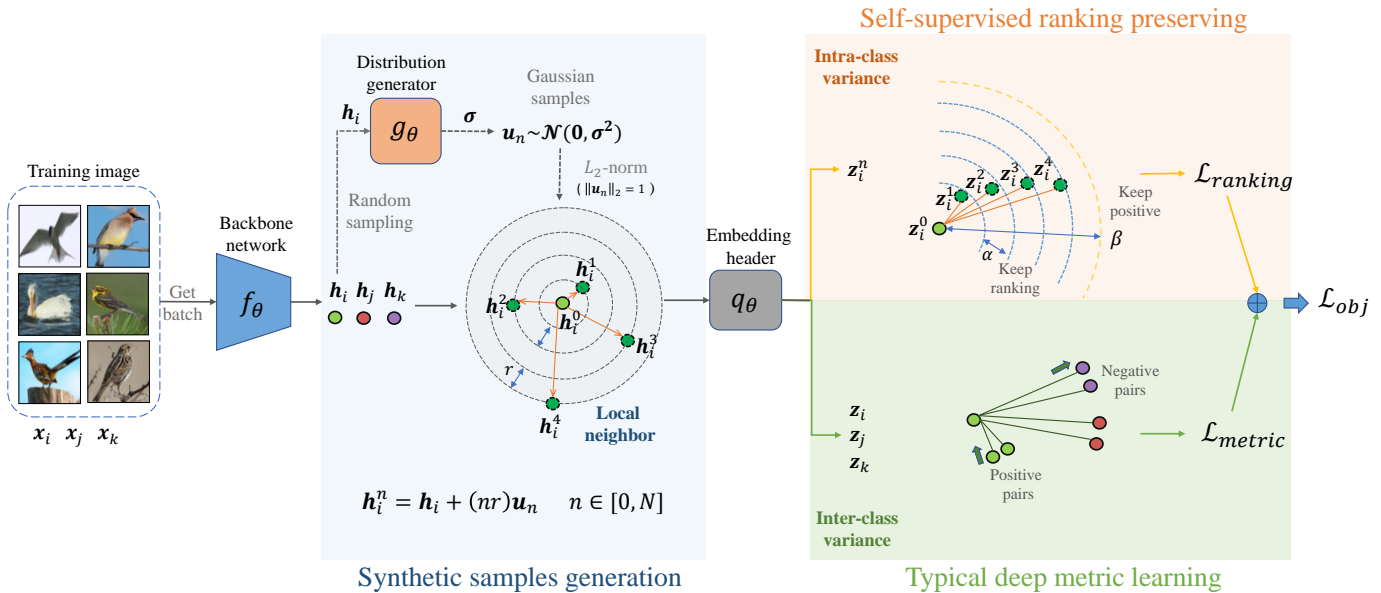 Self-supervised ranking preserving
Training image
x_i x_j x_k
Backbone
network
f_θ
Get
batch
h_i h_j h_k
Random
sampling
h_i
Distribution
generator
g_θ
σ
Gaussian
samples
u_n~𝒩(0, σ²)
L₂-norm
( ‖u_n‖₂ = 1 )
h_i^1
h_i^2
h_i^0
h_i^3
r
h_i^4
Local
neighbor
h_i^n = h_i + (nr)u_n n ∈ [0, N]
Synthetic samples generation
Embedding
header
q_θ
Intra-class
variance
z_i^n
z_i^1
z_i^2
z_i^3
z_i^4
z_i^0
α
β
Keep
ranking
Keep
positive
ℒ_ranking
ℒ_obj
z_i
z_j
z_k
Negative
pairs
Positive
pairs
ℒ_metric
Inter-class
variance
Typical deep metric learning